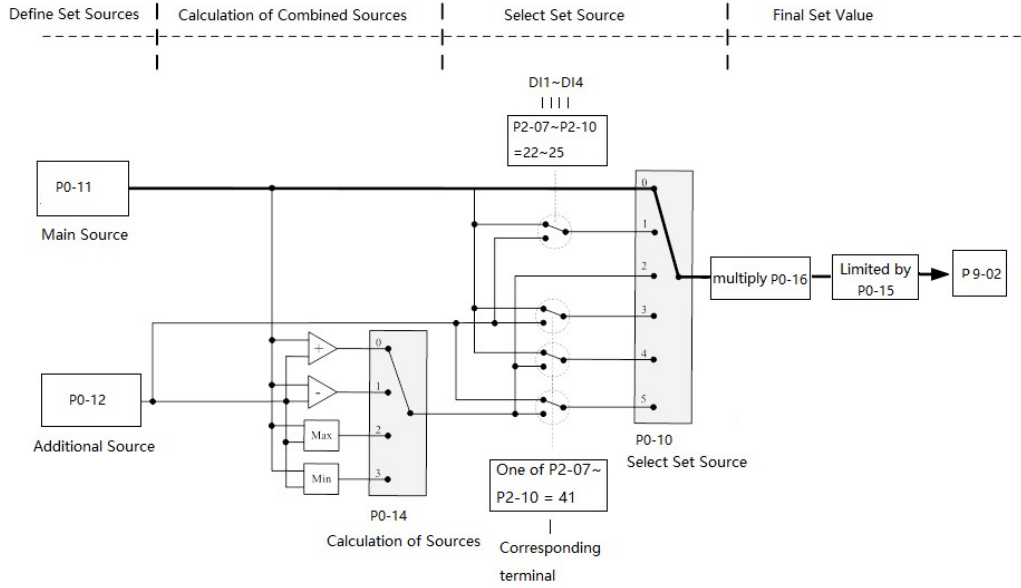 Define Set Sources
Calculation of Combined Sources
Select Set Source
Final Set Value
DI1~DI4
P2-07~P2-10
=22~25
P0-11
Main Source
0
1
2
3
4
5
multiply P0-16
Limited by
P0-15
P 9-02
P0-12
Additional Source
+
-
Max
Min
0
1
2
3
P0-14
Calculation of Sources
P0-10
Select Set Source
One of P2-07~
P2-10 = 41
Corresponding
terminal